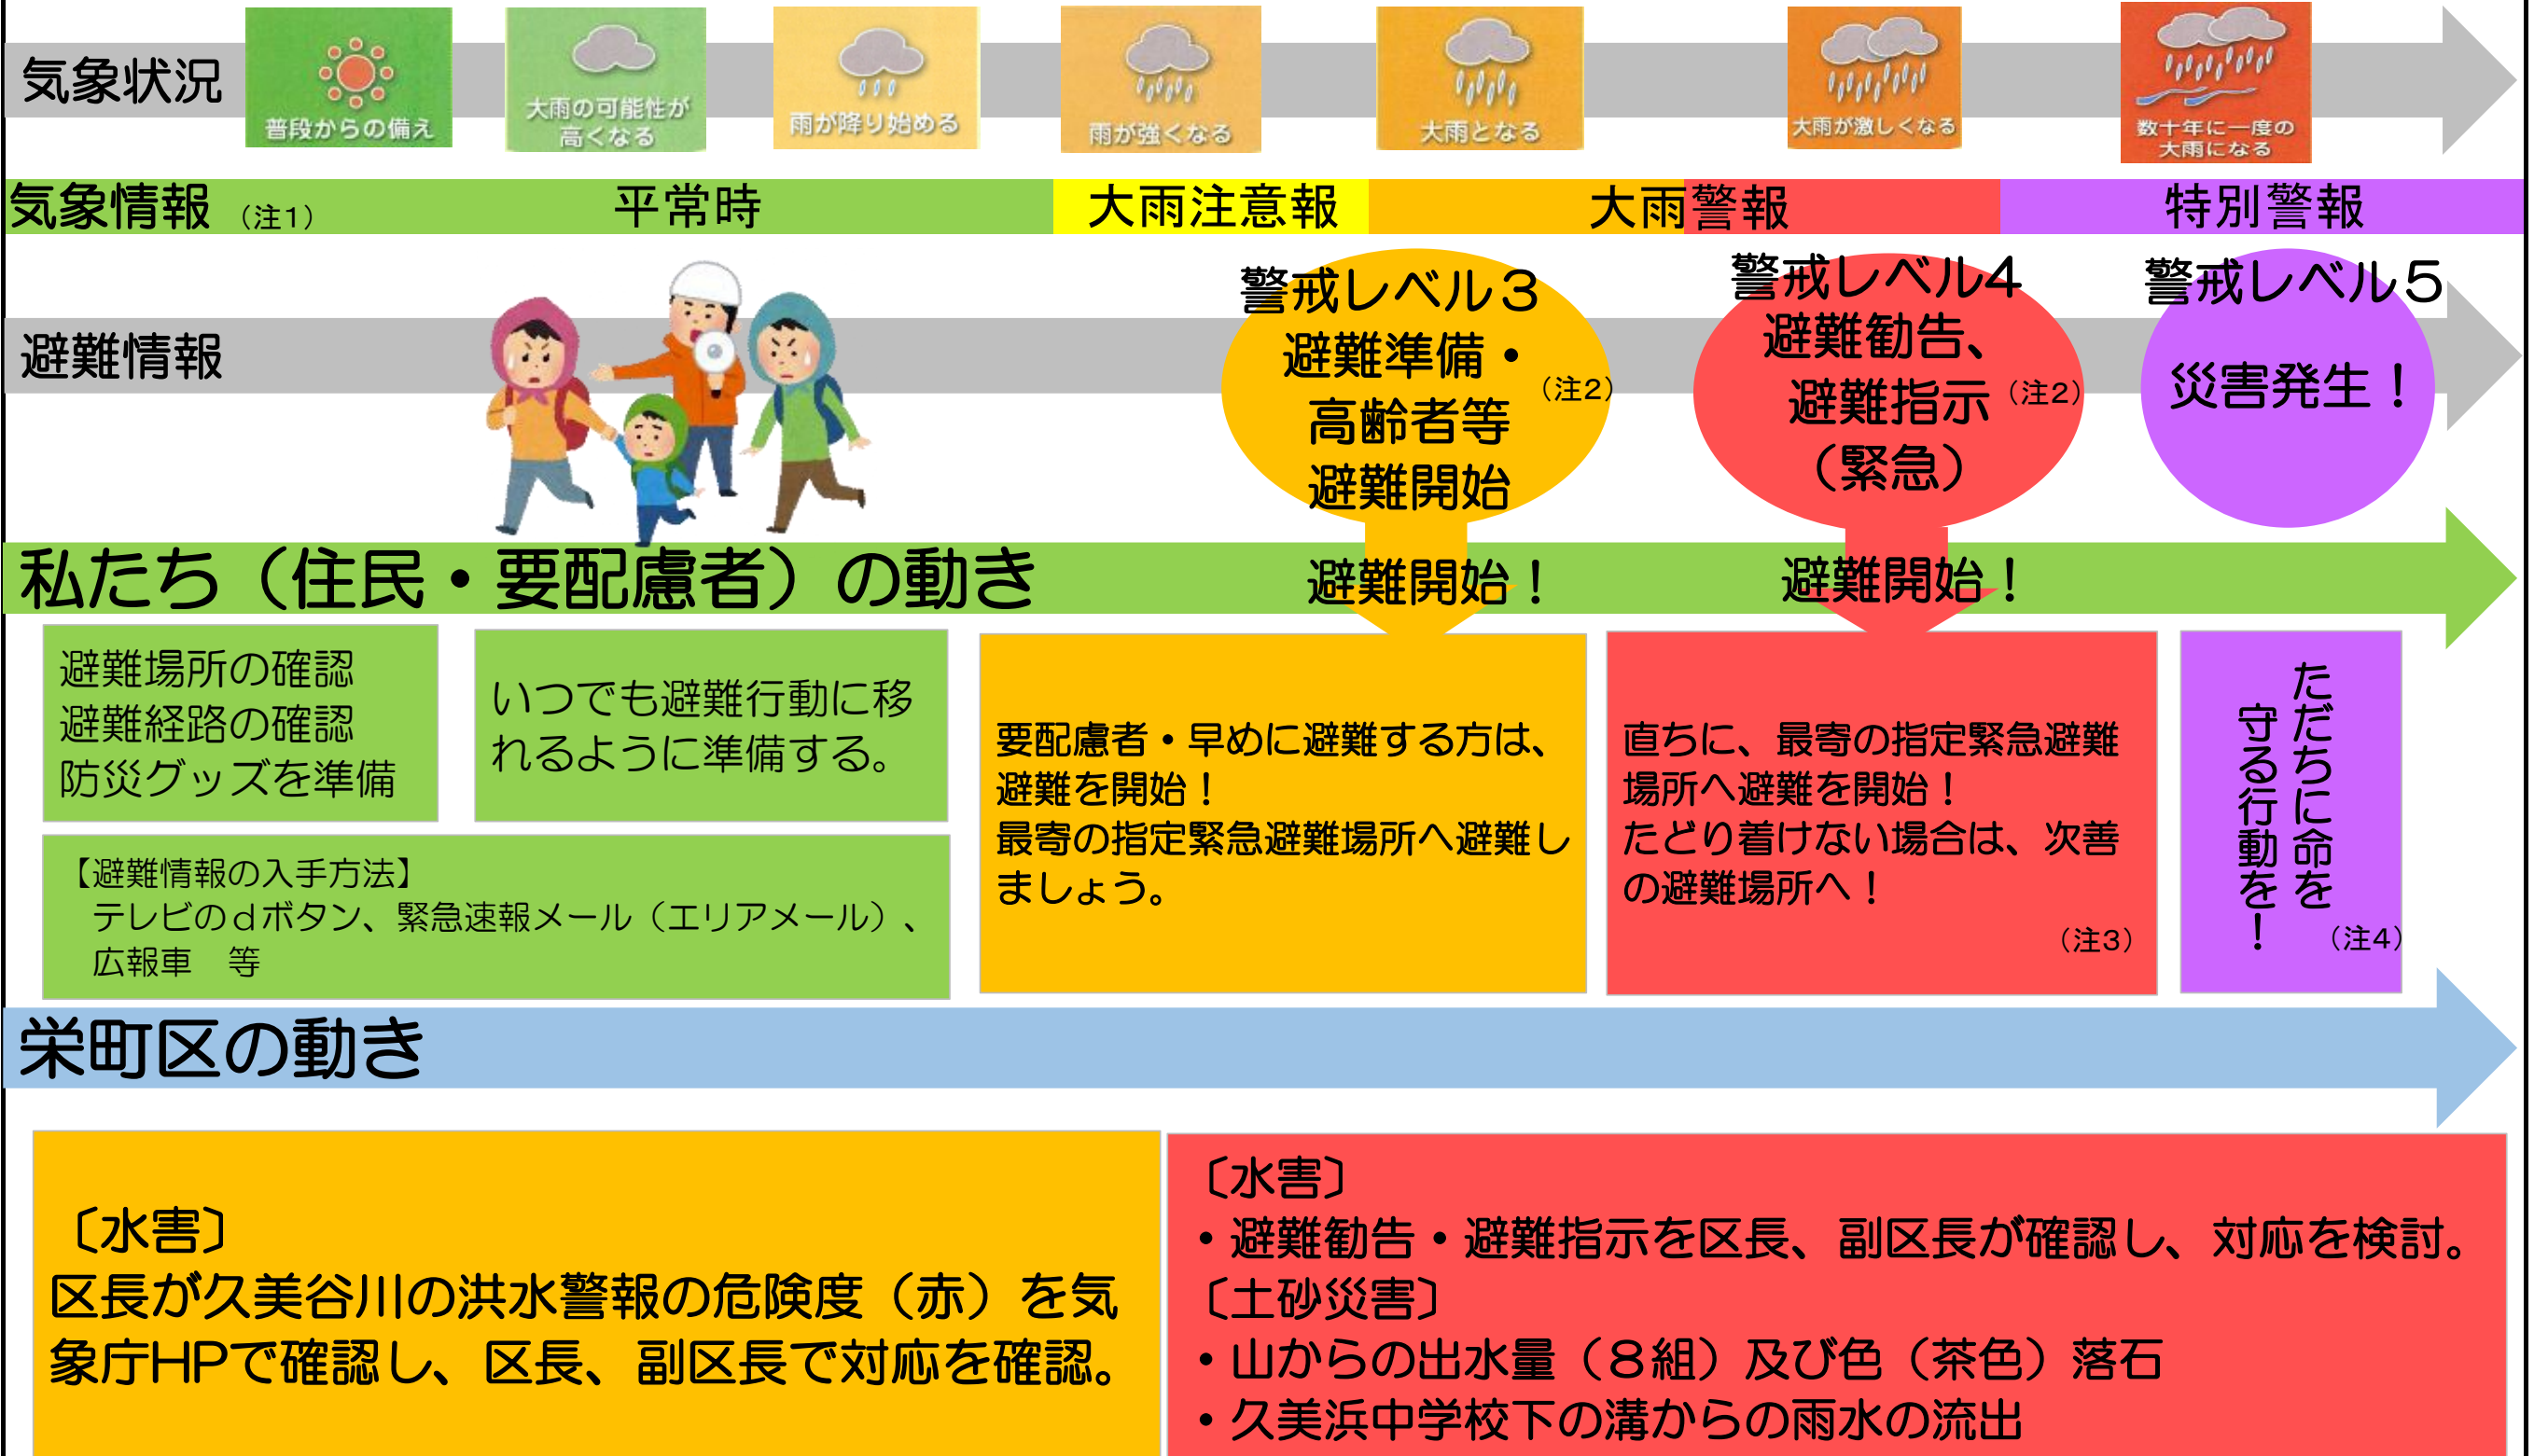 気象状況
普段からの備え
大雨の可能性が
高くなる
雨が降り始める
雨が強くなる
大雨となる
大雨が激しくなる
数十年に一度の
大雨になる
気象情報（注1）
平常時
大雨注意報
大雨警報
特別警報
避難情報
警戒レベル３
避難準備・
高齢者等
避難開始
（注2）
警戒レベル4
避難勧告、
避難指示
（緊急）
（注2）
警戒レベル５
災害発生！
私たち（住民・要配慮者）の動き
避難開始！
避難開始！
避難場所の確認
避難経路の確認
防災グッズを準備
いつでも避難行動に移
れるように準備する。
【避難情報の入手方法】
テレビのｄボタン、緊急速報メール（エリアメール）、
広報車　等
要配慮者・早めに避難する方は、
避難を開始！
最寄の指定緊急避難場所へ避難し
ましょう。
直ちに、最寄の指定緊急避難
場所へ避難を開始！
たどり着けない場合は、次善
の避難場所へ！
（注3）
ただちに命を
守る行動を！
（注4）
栄町区の動き
〔水害〕
区長が久美谷川の洪水警報の危険度（赤）を気
象庁HPで確認し、区長、副区長で対応を確認。
〔水害〕
・避難勧告・避難指示を区長、副区長が確認し、対応を検討。
〔土砂災害〕
・山からの出水量（８組）及び色（茶色）落石
・久美浜中学校下の溝からの雨水の流出